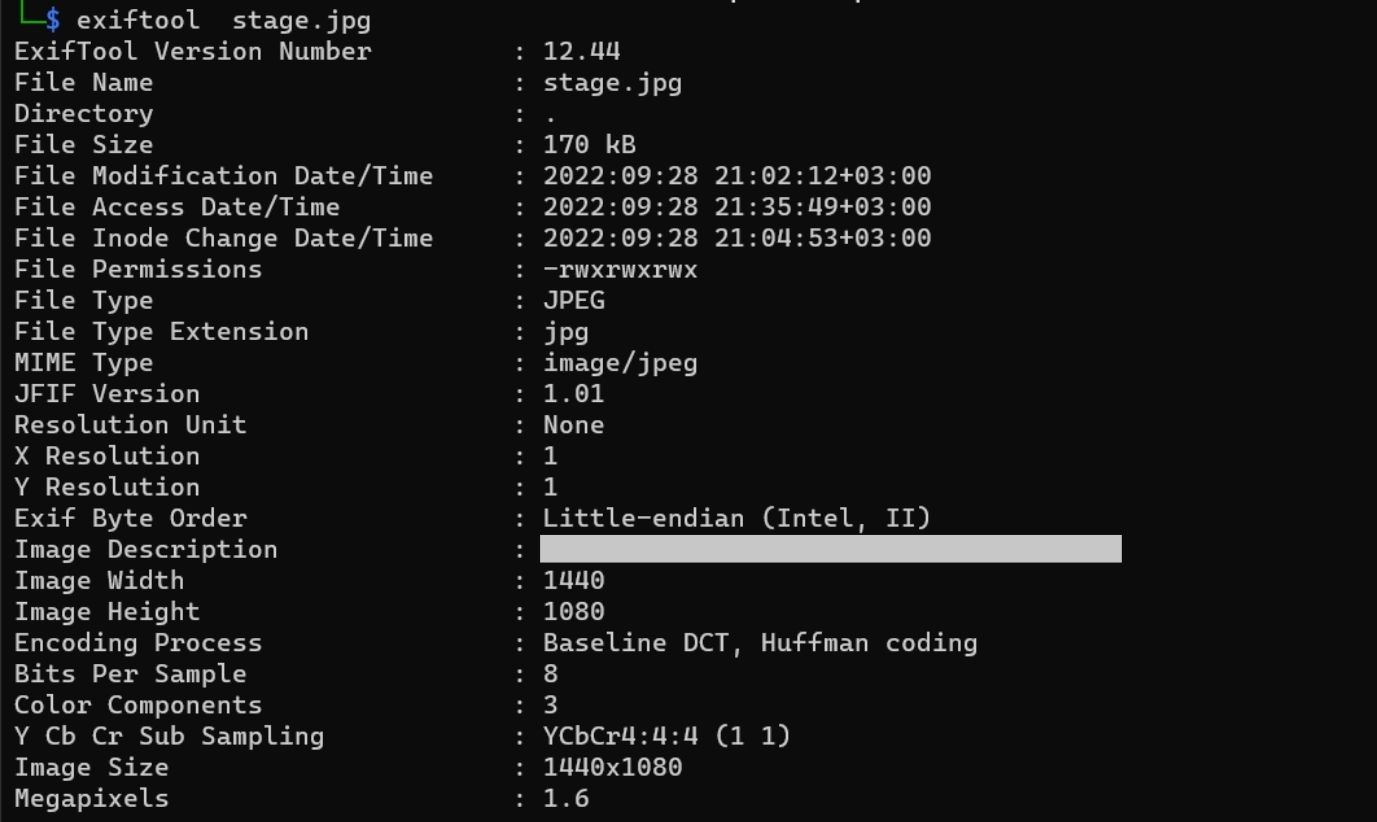 └─$ exiftool  stage.jpg
ExifTool Version Number         : 12.44
File Name                       : stage.jpg
Directory                       : .
File Size                       : 170 kB
File Modification Date/Time     : 2022:09:28 21:02:12+03:00
File Access Date/Time           : 2022:09:28 21:35:49+03:00
File Inode Change Date/Time     : 2022:09:28 21:04:53+03:00
File Permissions                : -rwxrwxrwx
File Type                       : JPEG
File Type Extension             : jpg
MIME Type                       : image/jpeg
JFIF Version                    : 1.01
Resolution Unit                 : None
X Resolution                    : 1
Y Resolution                    : 1
Exif Byte Order                 : Little-endian (Intel, II)
Image Description               :
Image Width                     : 1440
Image Height                    : 1080
Encoding Process                : Baseline DCT, Huffman coding
Bits Per Sample                 : 8
Color Components                : 3
Y Cb Cr Sub Sampling            : YCbCr4:4:4 (1 1)
Image Size                      : 1440x1080
Megapixels                      : 1.6